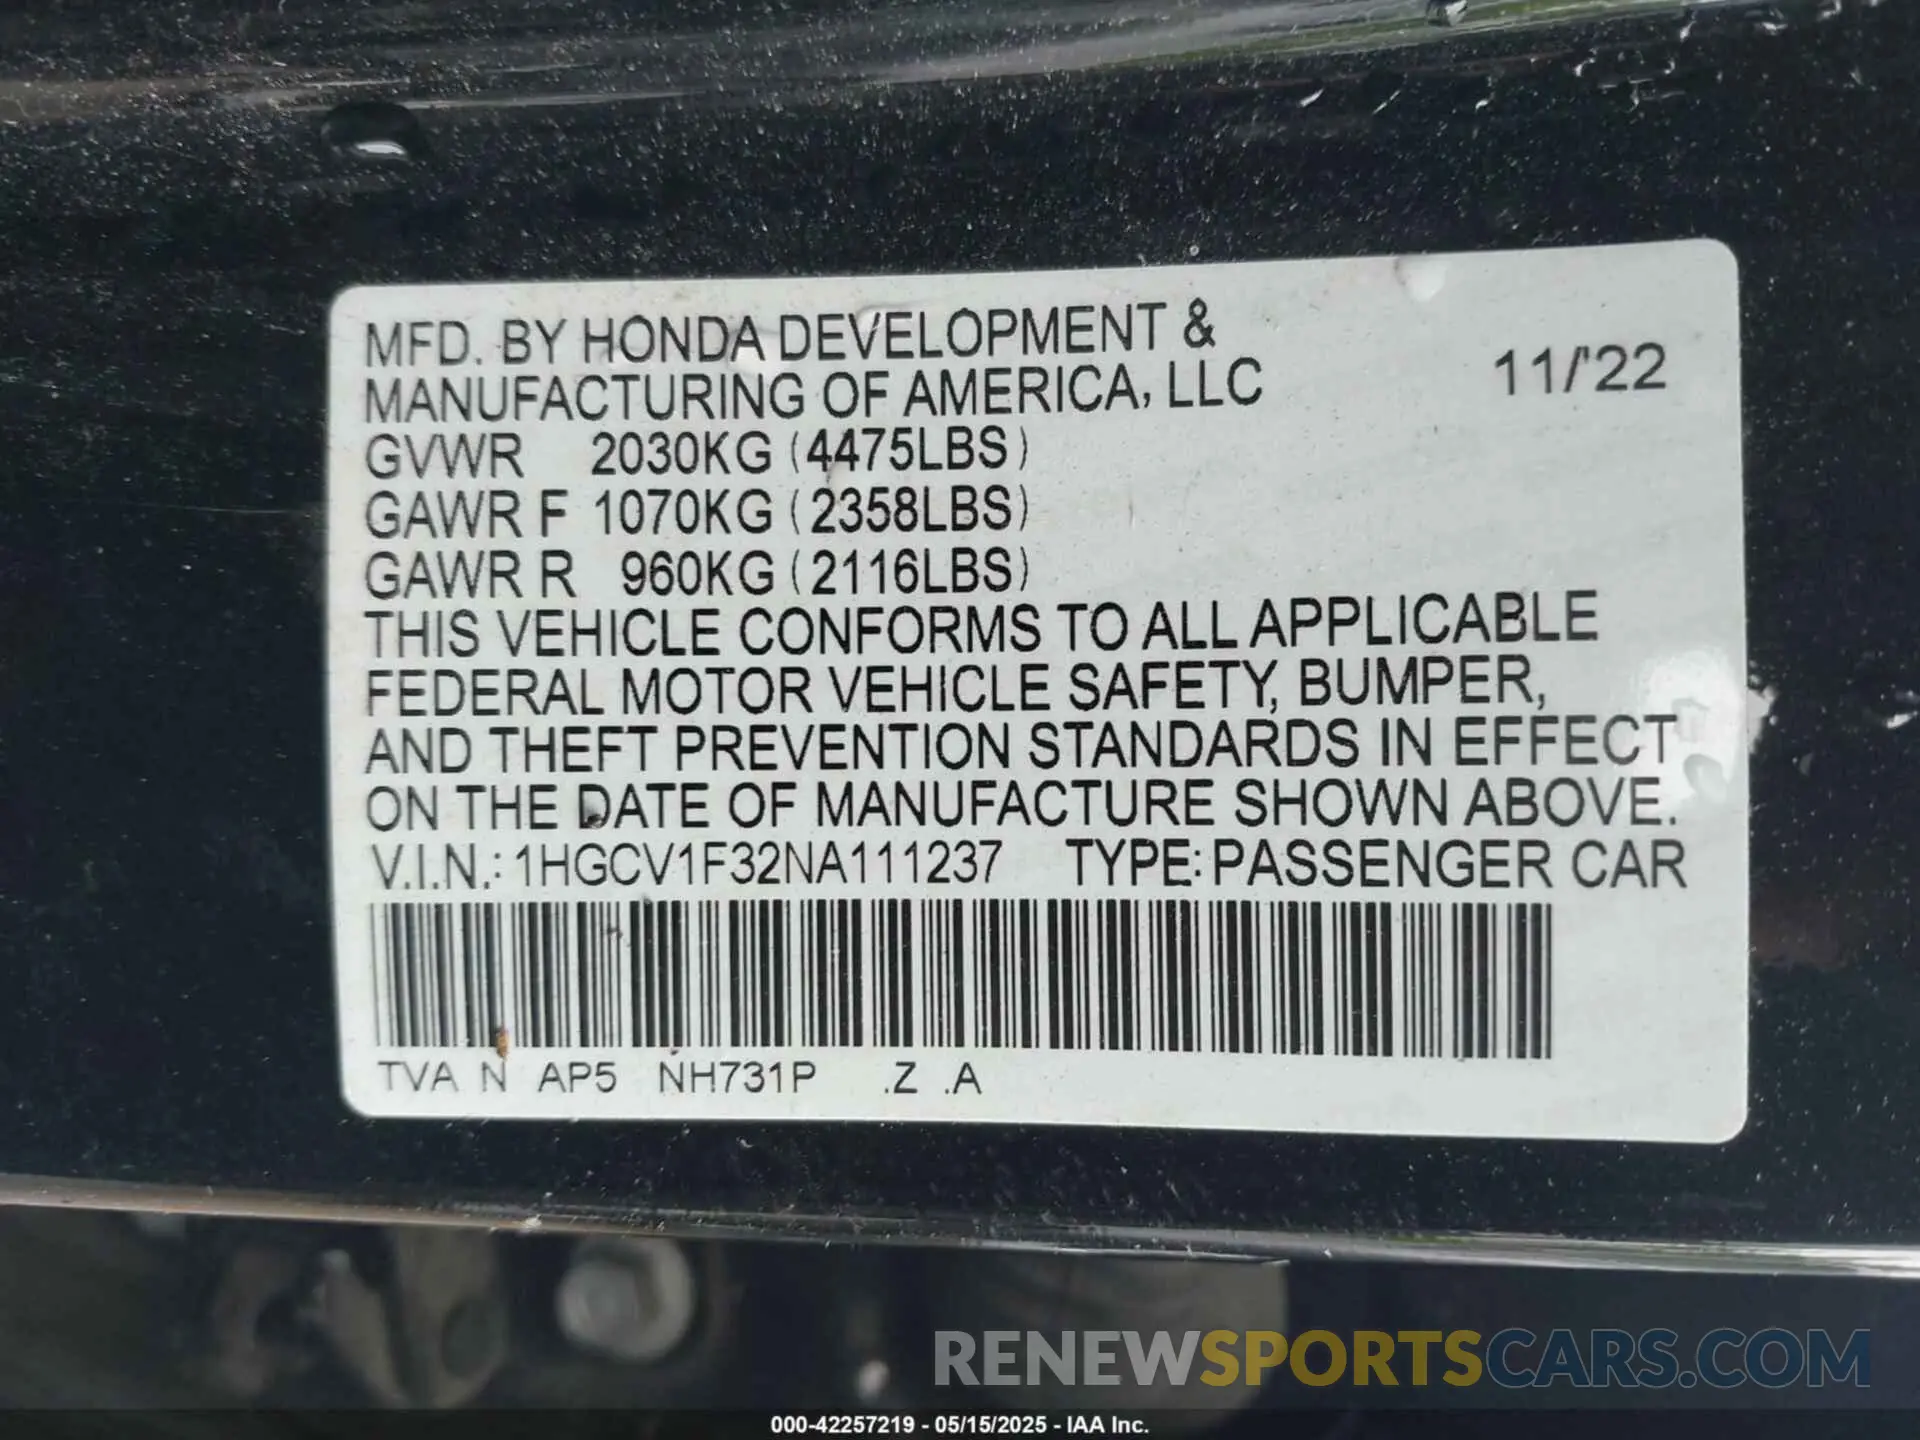 MFD. BY HONDA DEVELOPMENT &
MANUFACTURING OF AMERICA, LLC
11/'22
GVWR 2030KG (4475LBS)
GAWR F 1070KG (2358LBS)
GAWR R 960KG (2116LBS)
THIS VEHICLE CONFORMS TO ALL APPLICABLE
FEDERAL MOTOR VEHICLE SAFETY, BUMPER,
AND THEFT PREVENTION STANDARDS IN EFFECT
ON THE DATE OF MANUFACTURE SHOWN ABOVE.
V.I.N.: 1HGCV1F32NA111237 TYPE: PASSENGER CAR
TVA N AP5 NH731P .Z .A
RENEWSPORTSCARS.COM
000-42257219 - 05/15/2025 - IAA Inc.